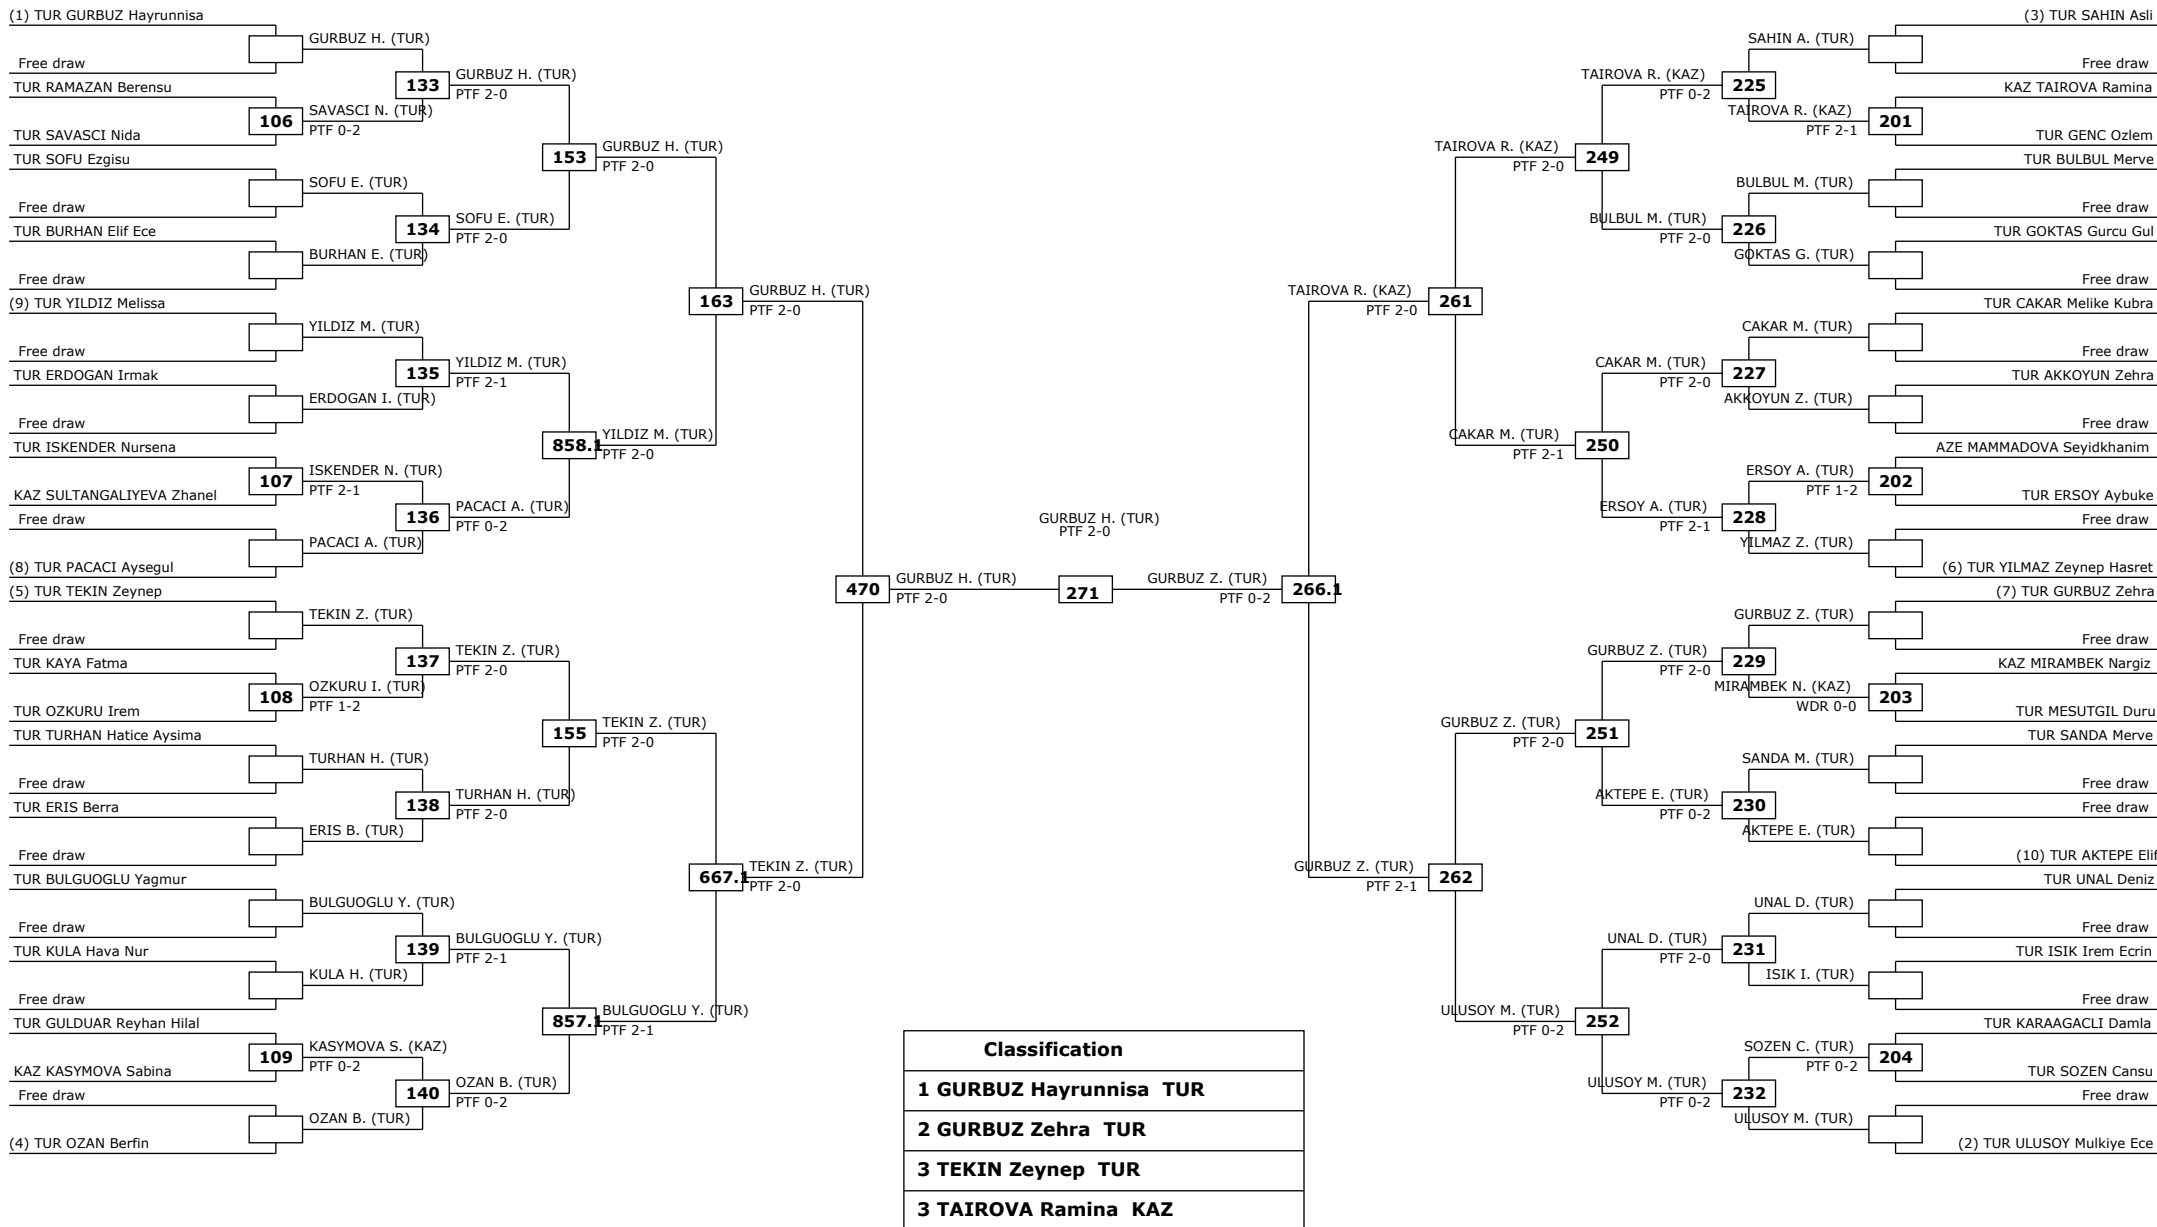 (1) TUR GURBUZ Hayrunnisa
Free draw
TUR RAMAZAN Berensu
TUR SAVASCI Nida
TUR SOFU Ezgisu
Free draw
TUR BURHAN Elif Ece
Free draw
(9) TUR YILDIZ Melissa
Free draw
TUR ERDOGAN Irmak
Free draw
TUR ISKENDER Nursena
KAZ SULTANGALIYEVA Zhanel
Free draw
(8) TUR PACACI Aysegul
(5) TUR TEKIN Zeynep
Free draw
TUR KAYA Fatma
TUR OZKURU Irem
TUR TURHAN Hatice Aysima
Free draw
TUR ERIS Berra
Free draw
TUR BULGUOGLU Yagmur
Free draw
TUR KULA Hava Nur
Free draw
TUR GULDUAR Reyhan Hilal
KAZ KASYMOVA Sabina
Free draw
(4) TUR OZAN Berfin
106
107
108
109
GURBUZ H. (TUR)
SAVASCI N. (TUR)
PTF 0-2
SOFU E. (TUR)
BURHAN E. (TUR)
YILDIZ M. (TUR)
ERDOGAN I. (TUR)
ISKENDER N. (TUR)
PTF 2-1
PACACI A. (TUR)
TEKIN Z. (TUR)
OZKURU I. (TUR)
PTF 1-2
TURHAN H. (TUR)
ERIS B. (TUR)
BULGUOGLU Y. (TUR)
KULA H. (TUR)
KASYMOVA S. (KAZ)
PTF 0-2
OZAN B. (TUR)
133
134
135
136
137
138
139
140
GURBUZ H. (TUR)
PTF 2-0
SOFU E. (TUR)
PTF 2-0
YILDIZ M. (TUR)
PTF 2-1
PACACI A. (TUR)
PTF 0-2
TEKIN Z. (TUR)
PTF 2-0
TURHAN H. (TUR)
PTF 2-0
BULGUOGLU Y. (TUR)
PTF 2-1
OZAN B. (TUR)
PTF 0-2
153
858.1
155
857.1
GURBUZ H. (TUR)
PTF 2-0
YILDIZ M. (TUR)
PTF 2-0
TEKIN Z. (TUR)
PTF 2-0
BULGUOGLU Y. (TUR)
PTF 2-1
163
667.1
GURBUZ H. (TUR)
PTF 2-0
TEKIN Z. (TUR)
PTF 2-0
470
GURBUZ H. (TUR)
PTF 2-0
GURBUZ H. (TUR)
PTF 2-0
271
GURBUZ Z. (TUR)
PTF 0-2
266.1
TAIROVA R. (KAZ)
PTF 2-0
GURBUZ Z. (TUR)
PTF 2-1
261
262
TAIROVA R. (KAZ)
PTF 2-0
CAKAR M. (TUR)
PTF 2-1
GURBUZ Z. (TUR)
PTF 2-0
ULUSOY M. (TUR)
PTF 0-2
249
250
251
252
TAIROVA R. (KAZ)
PTF 0-2
BULBUL M. (TUR)
PTF 2-0
CAKAR M. (TUR)
PTF 2-0
ERSOY A. (TUR)
PTF 2-1
GURBUZ Z. (TUR)
PTF 2-0
AKTEPE E. (TUR)
PTF 0-2
UNAL D. (TUR)
PTF 2-0
ULUSOY M. (TUR)
PTF 0-2
225
226
227
228
229
230
231
232
SAHIN A. (TUR)
TAIROVA R. (KAZ)
PTF 2-1
BULBUL M. (TUR)
GOKTAS G. (TUR)
CAKAR M. (TUR)
AKKOYUN Z. (TUR)
ERSOY A. (TUR)
PTF 1-2
YILMAZ Z. (TUR)
GURBUZ Z. (TUR)
MIRAMBEK N. (KAZ)
WDR 0-0
SANDA M. (TUR)
AKTEPE E. (TUR)
UNAL D. (TUR)
ISIK I. (TUR)
SOZEN C. (TUR)
PTF 0-2
ULUSOY M. (TUR)
201
202
203
204
(3) TUR SAHIN Asli
Free draw
KAZ TAIROVA Ramina
TUR GENC Ozlem
TUR BULBUL Merve
Free draw
TUR GOKTAS Gurcu Gul
Free draw
TUR CAKAR Melike Kubra
Free draw
TUR AKKOYUN Zehra
Free draw
AZE MAMMADOVA Seyidkhanim
TUR ERSOY Aybuke
Free draw
(6) TUR YILMAZ Zeynep Hasret
(7) TUR GURBUZ Zehra
Free draw
KAZ MIRAMBEK Nargiz
TUR MESUTGIL Duru
TUR SANDA Merve
Free draw
Free draw
(10) TUR AKTEPE Elif
TUR UNAL Deniz
Free draw
TUR ISIK Irem Ecrin
Free draw
TUR KARAAGACLI Damla
TUR SOZEN Cansu
Free draw
(2) TUR ULUSOY Mulkiye Ece
Classification
1 GURBUZ Hayrunnisa TUR
2 GURBUZ Zehra TUR
3 TEKIN Zeynep TUR
3 TAIROVA Ramina KAZ